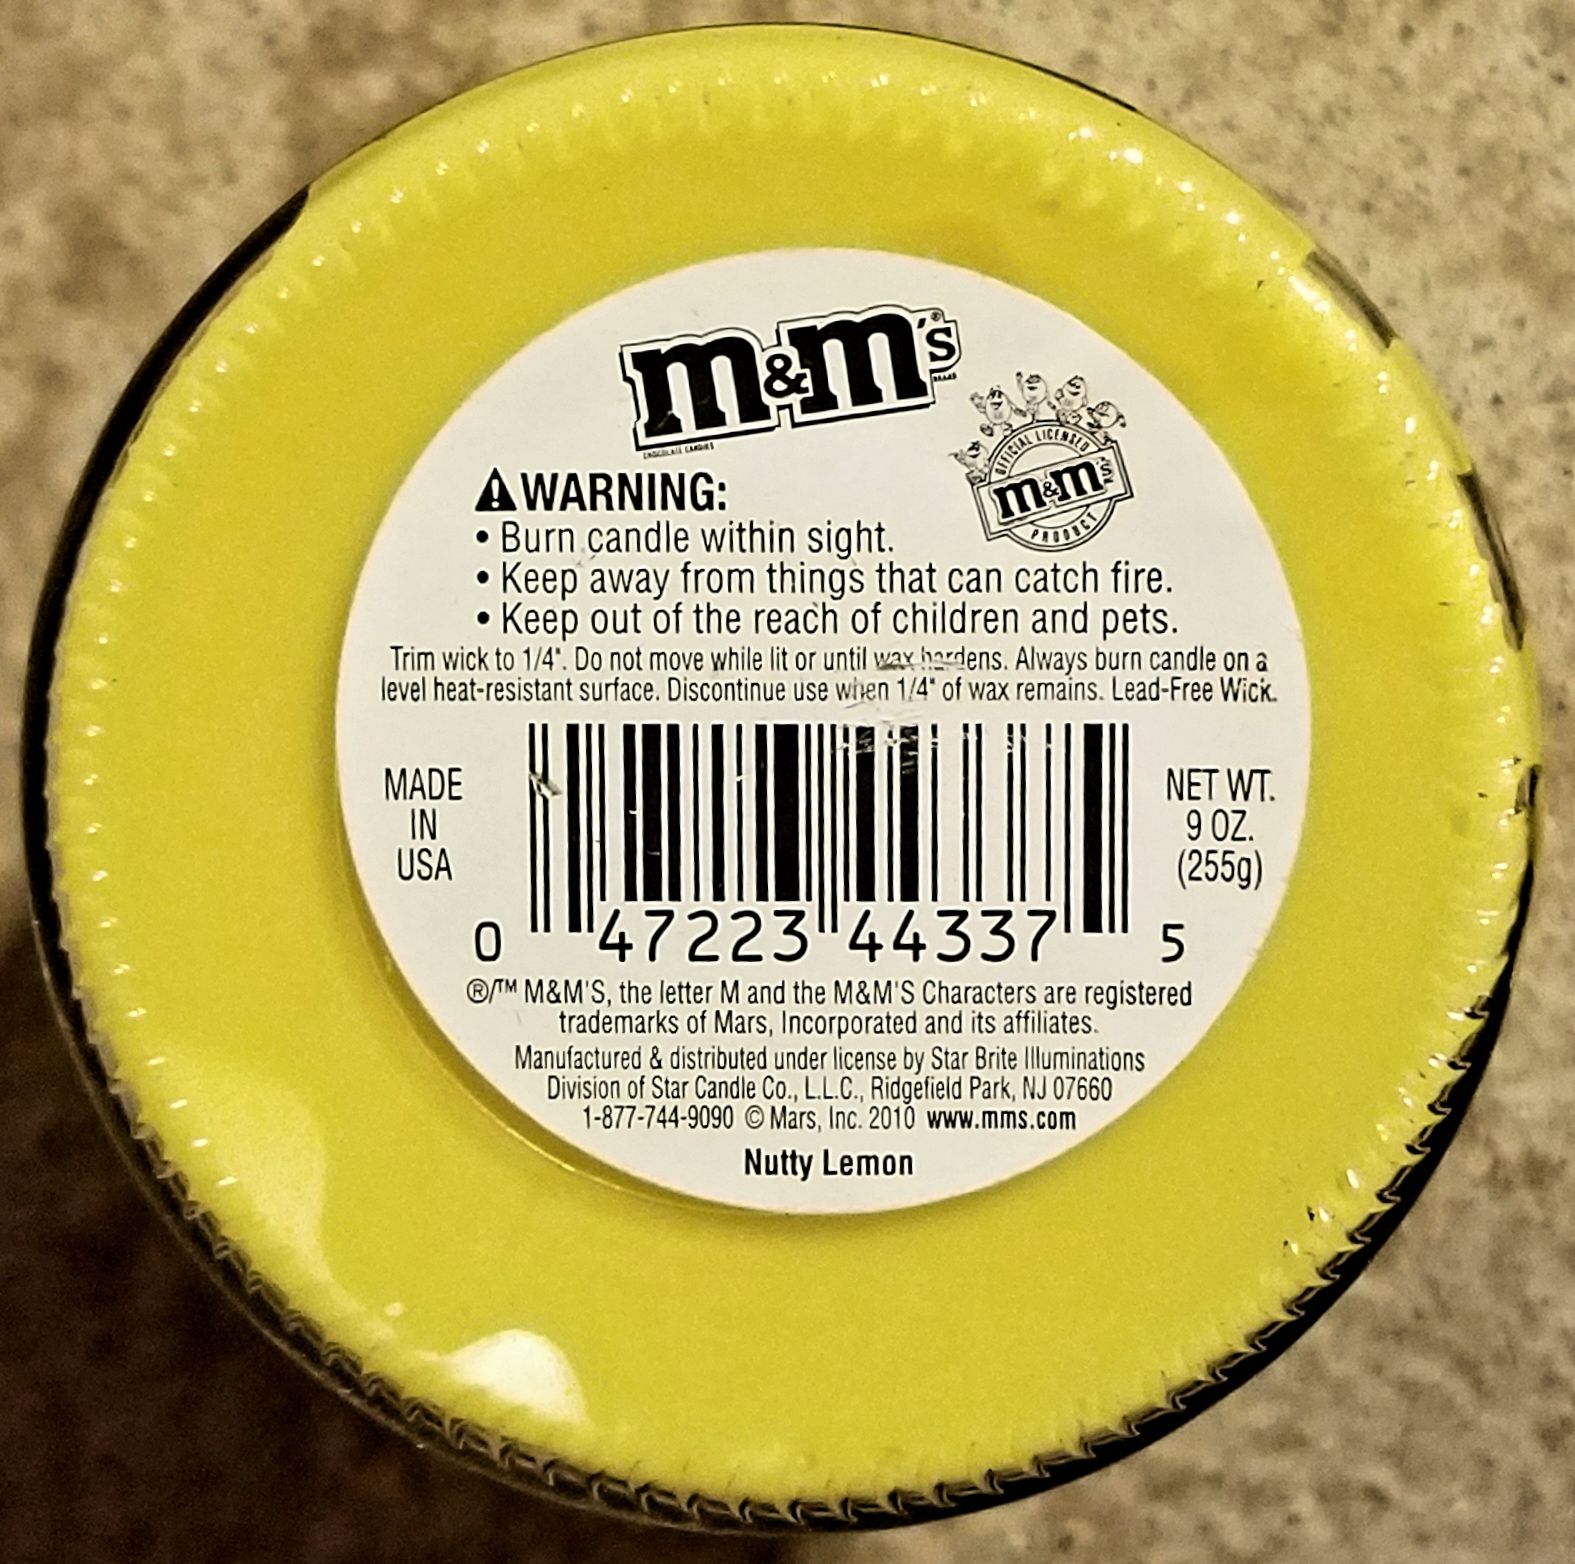 m&m's®
BRAND
CHOCOLATE CANDIES
OFFICIAL LICENSED
m&m's
PRODUCT
WARNING:
• Burn candle within sight.
• Keep away from things that can catch fire.
• Keep out of the reach of children and pets.
Trim wick to 1/4". Do not move while lit or until wax hardens. Always burn candle on a
level heat-resistant surface. Discontinue use when 1/4" of wax remains. Lead-Free Wick.
MADE
IN
USA
NET WT.
9 OZ.
(255g)
0 47223 44337 5
®/™ M&M'S, the letter M and the M&M'S Characters are registered
trademarks of Mars, Incorporated and its affiliates.
Manufactured & distributed under license by Star Brite Illuminations
Division of Star Candle Co., L.L.C., Ridgefield Park, NJ 07660
1-877-744-9090 © Mars, Inc. 2010 www.mms.com
Nutty Lemon